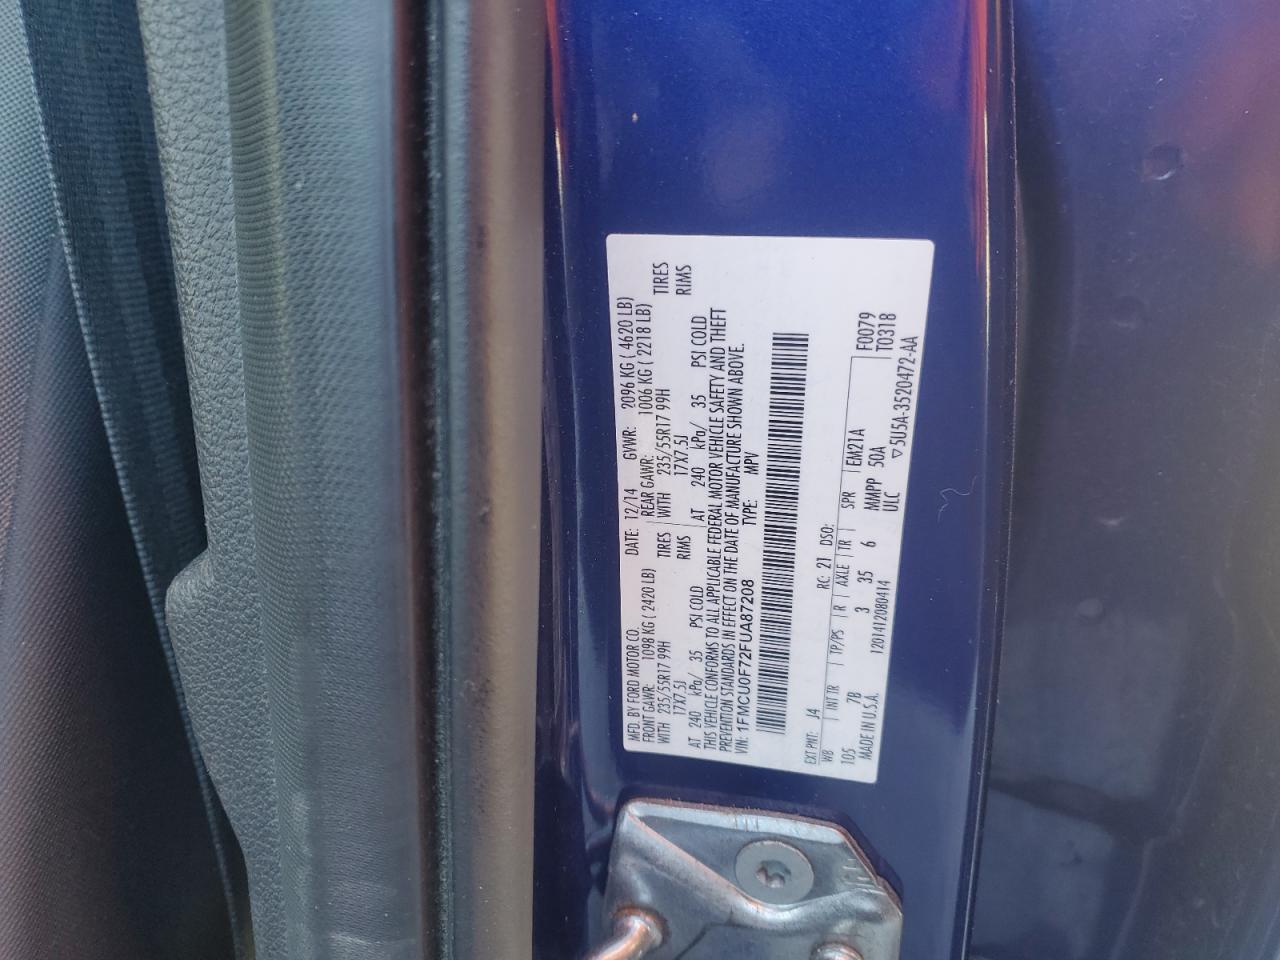 MFD. BY FORD MOTOR CO. DATE: 12/14 GVWR: 2096 KG ( 4620 LB)
FRONT GAWR: 1098 KG ( 2420 LB) REAR GAWR: 1006 KG ( 2218 LB)
WITH 235/55R17 99H TIRES WITH 235/55R17 99H TIRES
17X7.5J RIMS 17X7.5J RIMS
AT 240 kPa/ 35 PSI COLD AT 240 kPa/ 35 PSI COLD
THIS VEHICLE CONFORMS TO ALL APPLICABLE FEDERAL MOTOR VEHICLE SAFETY AND THEFT
PREVENTION STANDARDS IN EFFECT ON THE DATE OF MANUFACTURE SHOWN ABOVE.
VIN: 1FMCU0F72FUA87208 TYPE: MPV
EXT PNT: J4 RC: 21 DSO:
WB INT TR TP/PS R AXLE TR SPR EM21A F0079
105 7B 3 35 6 MMPP 50A T0318
MADE IN U.S.A. 1201412080414 ULC ▽5U5A-3520472-AA